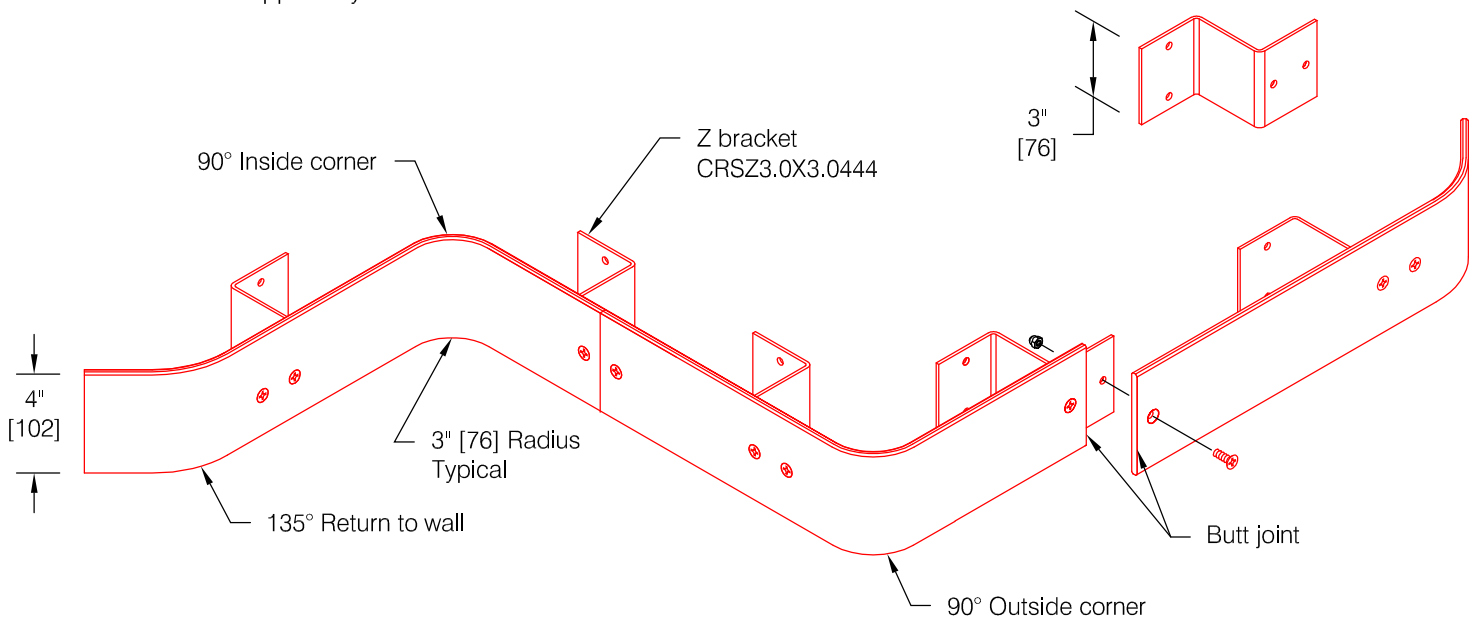 3"
[76]
Z bracket
CRSZ3.0X3.0444
90° Inside corner
4"
[102]
3" [76] Radius
Typical
135° Return to wall
Butt joint
90° Outside corner